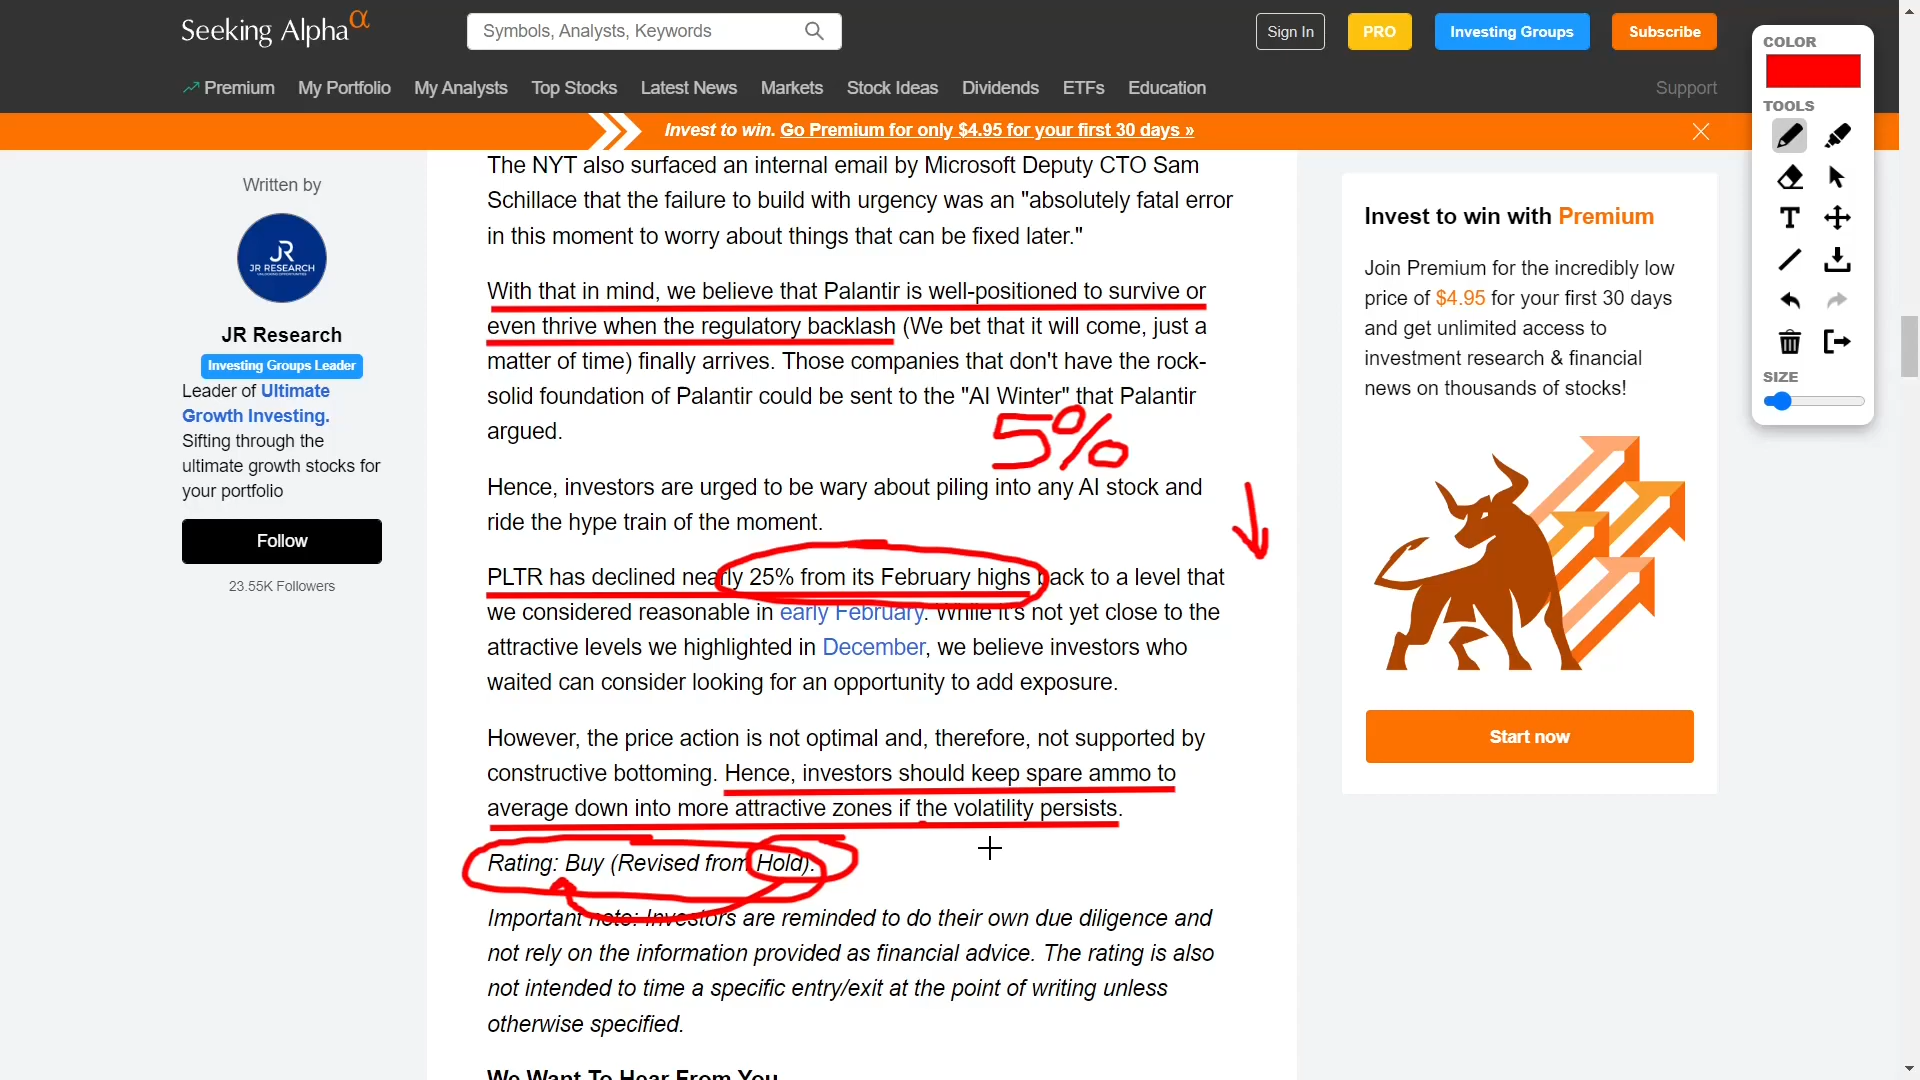 Seeking Alpha α
Symbols, Analysts, Keywords
Sign In
PRO
Investing Groups
Subscribe
Premium
My Portfolio
My Analysts
Top Stocks
Latest News
Markets
Stock Ideas
Dividends
ETFs
Education
Support
Invest to win. Go Premium for only $4.95 for your first 30 days »
Written by
JR
JR RESEARCH
JR Research
Investing Groups Leader
Leader of Ultimate
Growth Investing.
Sifting through the
ultimate growth stocks for
your portfolio
Follow
23.55K Followers
The NYT also surfaced an internal email by Microsoft Deputy CTO Sam
Schillace that the failure to build with urgency was an "absolutely fatal error
in this moment to worry about things that can be fixed later."
With that in mind, we believe that Palantir is well-positioned to survive or
even thrive when the regulatory backlash (We bet that it will come, just a
matter of time) finally arrives. Those companies that don't have the rock-
solid foundation of Palantir could be sent to the "AI Winter" that Palantir
argued.
5%
Hence, investors are urged to be wary about piling into any AI stock and
ride the hype train of the moment.
PLTR has declined nearly 25% from its February highs back to a level that
we considered reasonable in early February. While it's not yet close to the
attractive levels we highlighted in December, we believe investors who
waited can consider looking for an opportunity to add exposure.
However, the price action is not optimal and, therefore, not supported by
constructive bottoming. Hence, investors should keep spare ammo to
average down into more attractive zones if the volatility persists.
Rating: Buy (Revised from Hold).
Important note: Investors are reminded to do their own due diligence and
not rely on the information provided as financial advice. The rating is also
not intended to time a specific entry/exit at the point of writing unless
otherwise specified.
We Want To Hear From You
Invest to win with Premium
Join Premium for the incredibly low
price of $4.95 for your first 30 days
and get unlimited access to
investment research & financial
news on thousands of stocks!
Start now
COLOR
TOOLS
T
SIZE